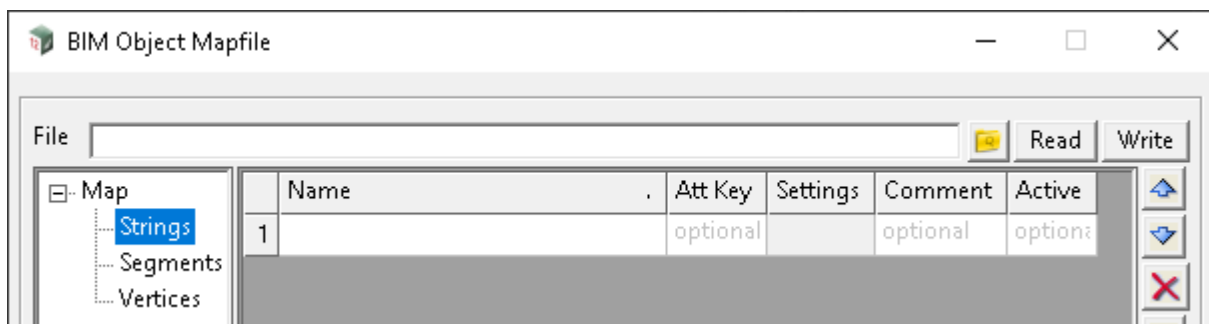 BIM Object Mapfile
File Read Write
Map
Strings
Segments
Vertices
Name Att Key Settings Comment Active
1 optional optional optiona